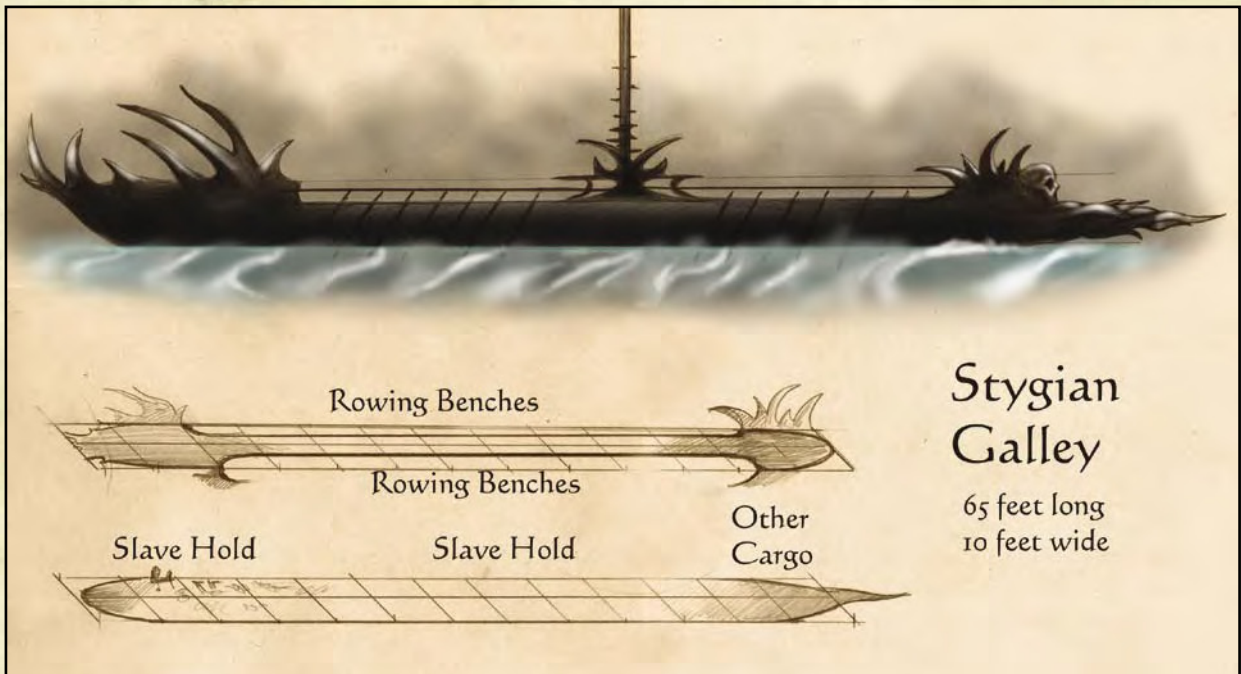 Rowing Benches
Rowing Benches
Slave Hold
Slave Hold
Other
Cargo
Stygian
Galley
65 feet long
10 feet wide